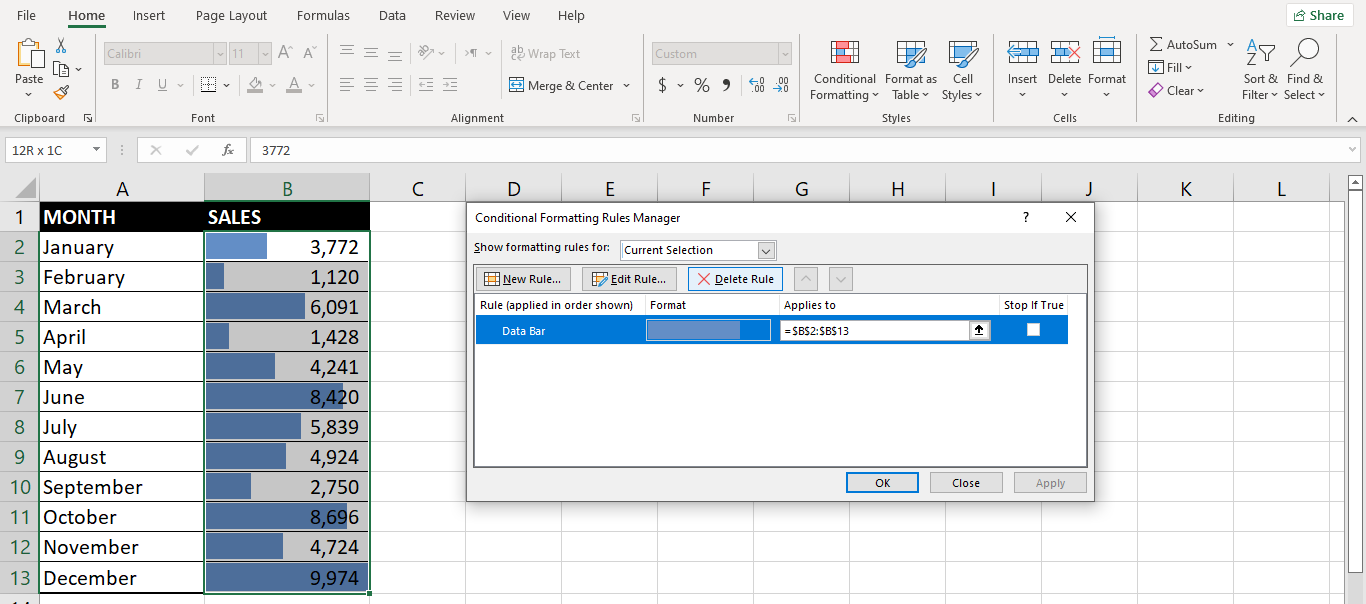 File Home Insert Page Layout Formulas Data Review View Help Share
Calibri 11 A A ab Wrap Text Custom AutoSum
Paste Conditional Format as Cell Insert Delete Format Fill Sort & Find &
B I U A Merge & Center $ % , .00 .0 Formatting Table Styles Clear Filter Select
Clipboard Font Alignment Number Styles Cells Editing
12R x 1C fx 3772
A B C D E F G H I J K L
1 MONTH SALES
2 January 3,772
3 February 1,120
4 March 6,091
5 April 1,428
6 May 4,241
7 June 8,420
8 July 5,839
9 August 4,924
10 September 2,750
11 October 8,696
12 November 4,724
13 December 9,974
Conditional Formatting Rules Manager ?
Show formatting rules for: Current Selection
New Rule... Edit Rule... Delete Rule
Rule (applied in order shown) Format Applies to Stop If True
Data Bar =$B$2:$B$13
OK Close Apply